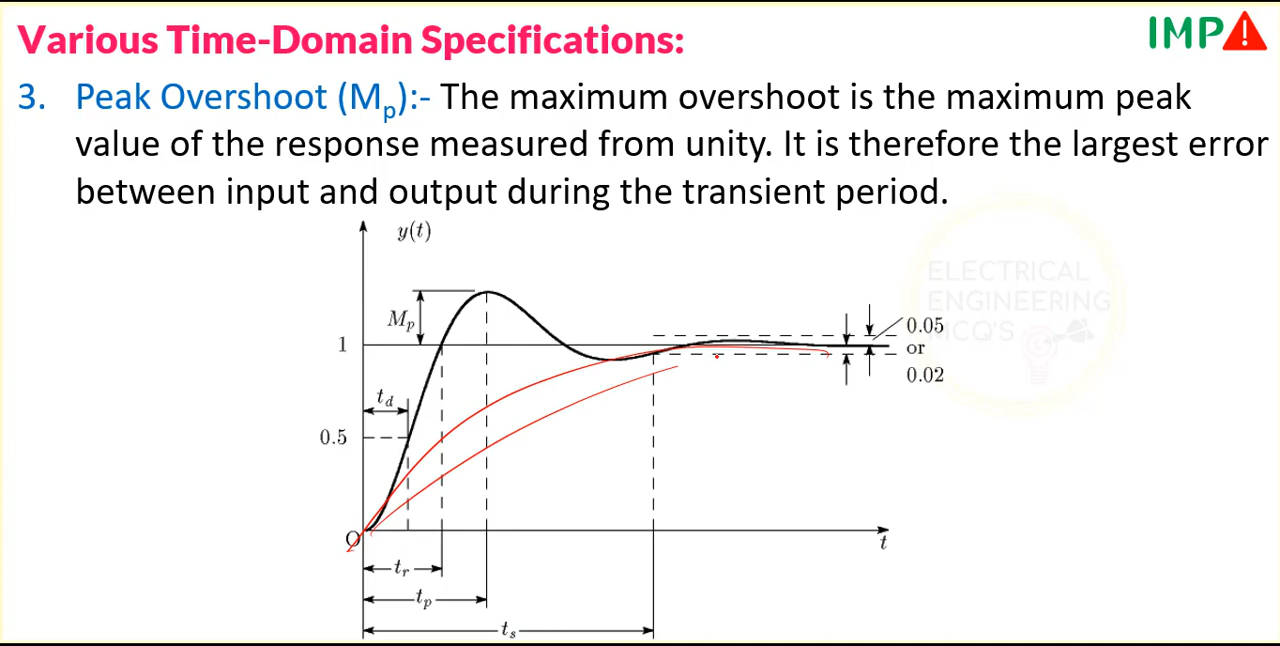 Various Time-Domain Specifications:
IMP
3. Peak Overshoot (Mp):- The maximum overshoot is the maximum peak
value of the response measured from unity. It is therefore the largest error
between input and output during the transient period.
y(t)
ELECTRICAL
ENGINEERING
MCQ'S
Mp
1
0.05
or
0.02
td
0.5
O
t
tr
tp
ts